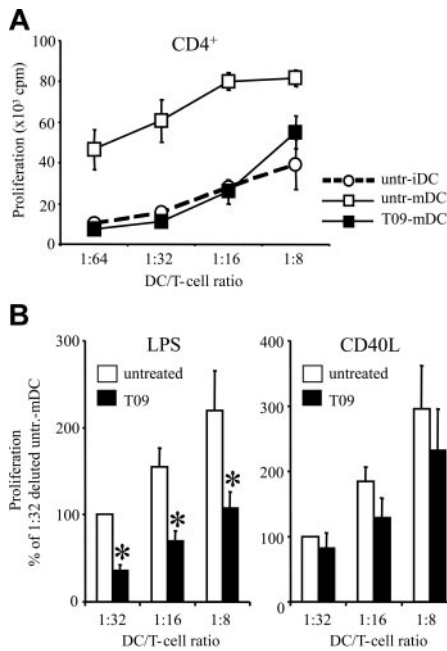 A
CD4+
Proliferation (x10³ cpm)
100
80
60
40
20
0
1:64 1:32 1:16 1:8
DC/T-cell ratio
untr-iDC
untr-mDC
T09-mDC
B
LPS
Proliferation
% of 1:32 deluted untr.-mDC
300
200
100
0
untreated
T09
*
*
*
1:32 1:16 1:8
DC/T-cell ratio
CD40L
400
300
200
100
0
untreated
T09
1:32 1:16 1:8
DC/T-cell ratio